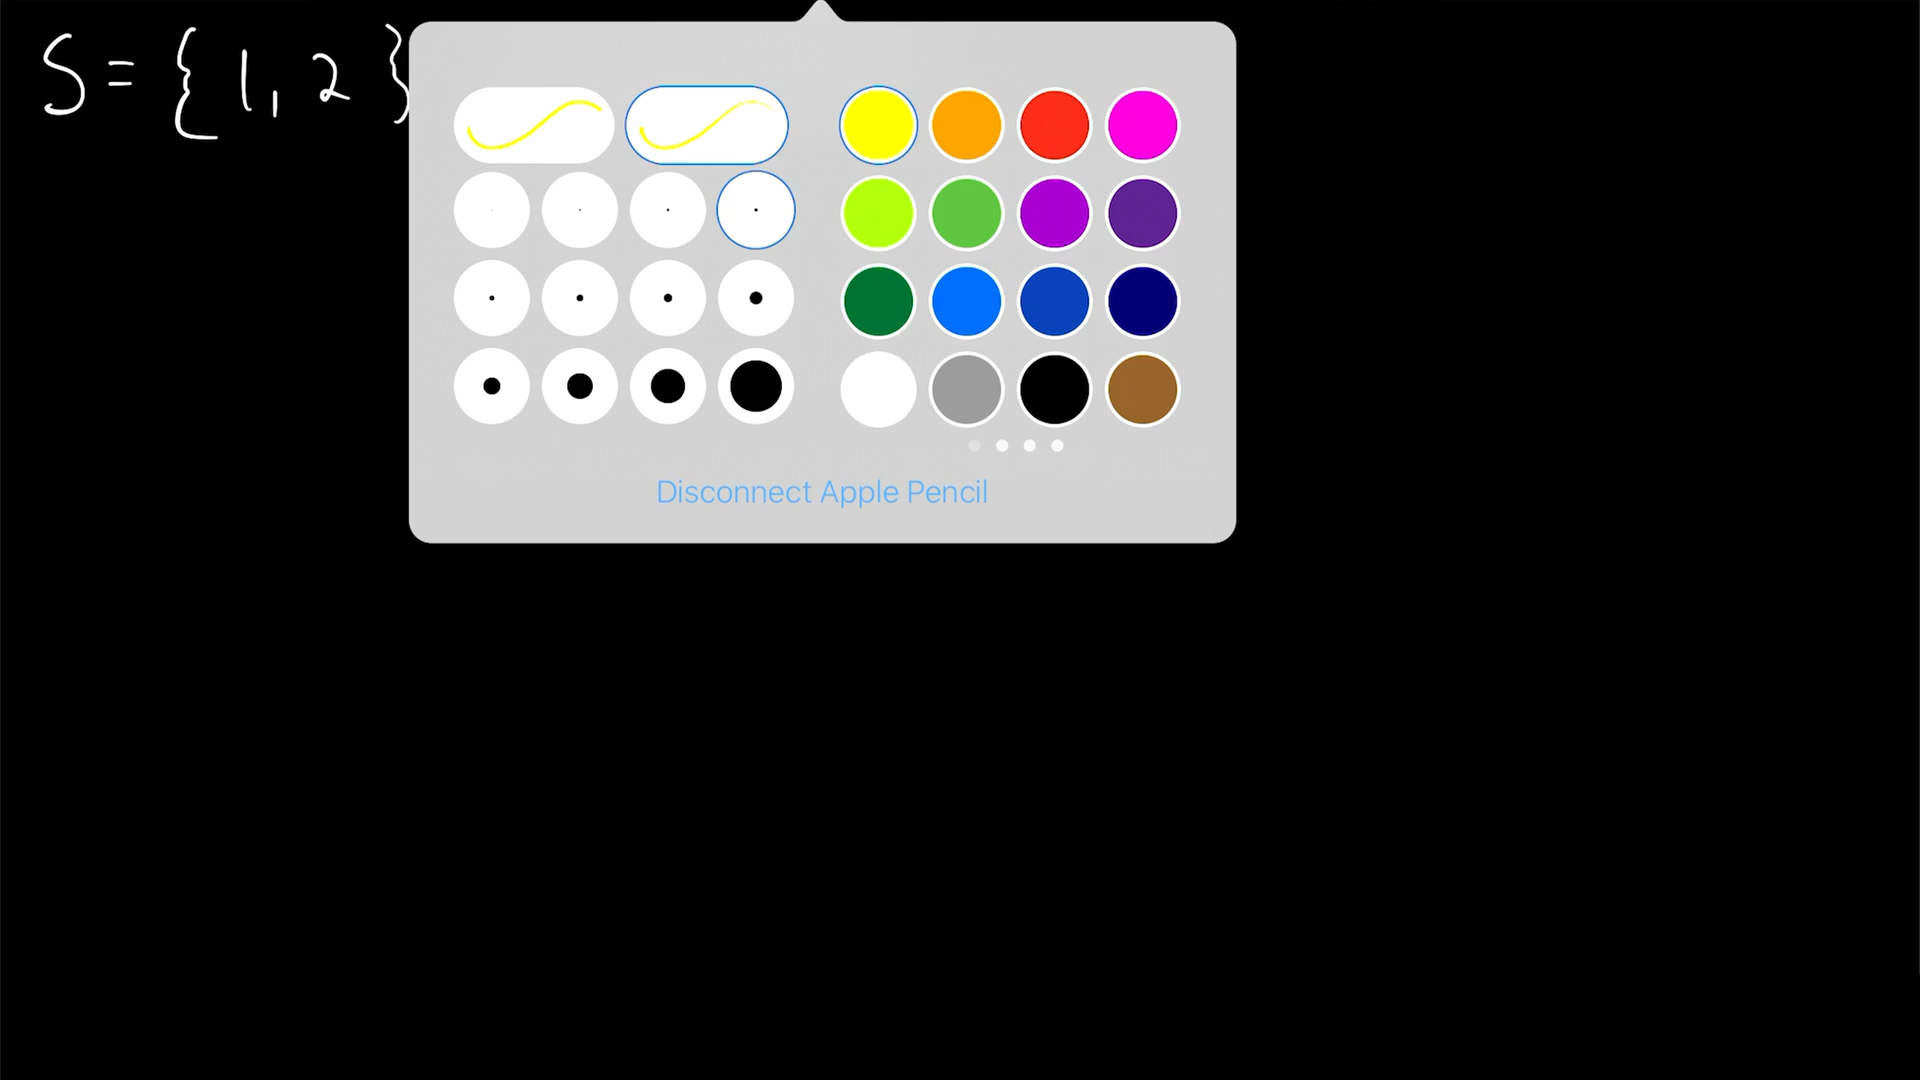 S = { 1, 2 }
Disconnect Apple Pencil